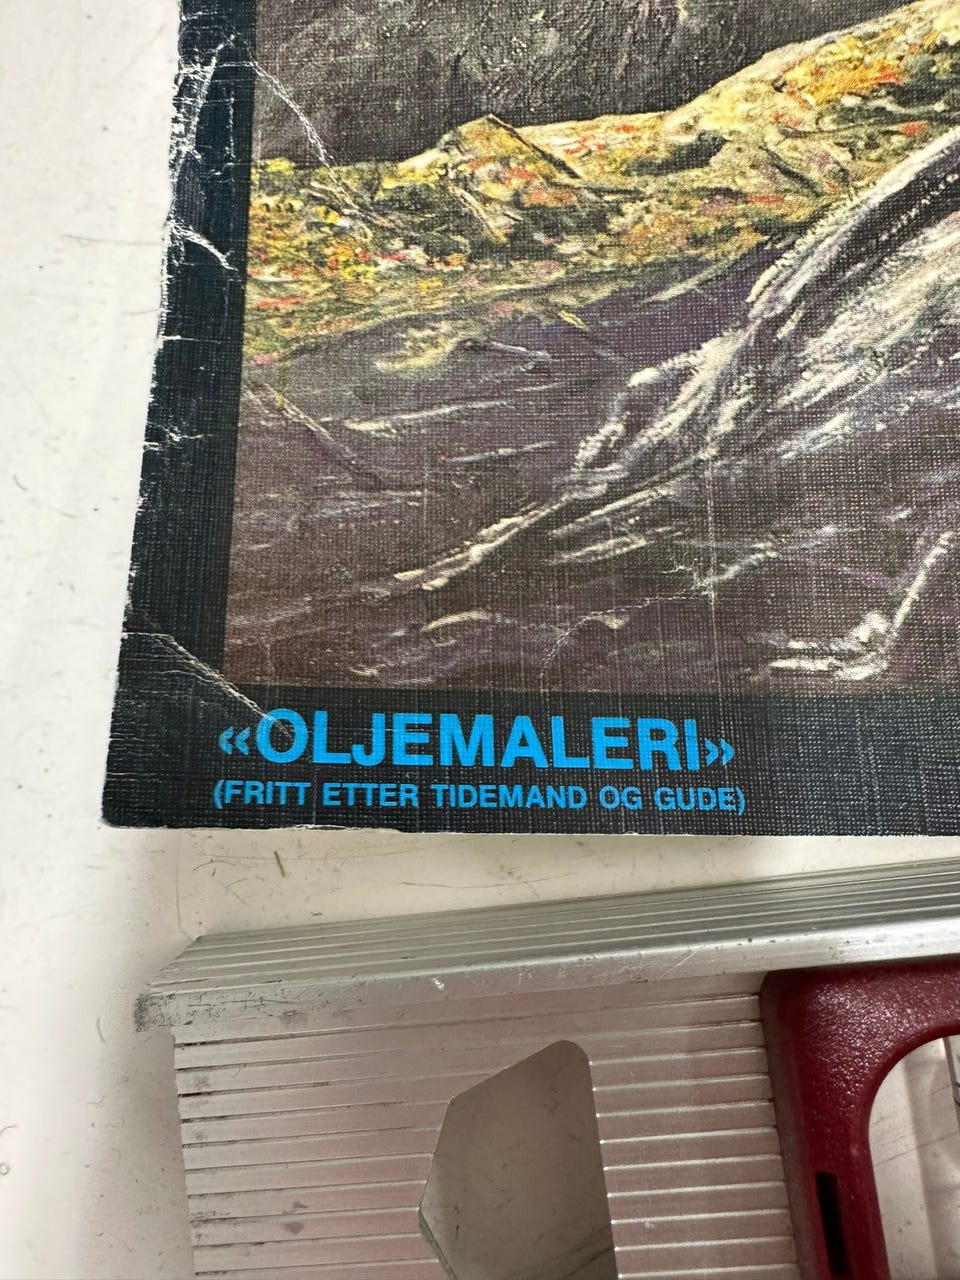 «OLJEMALERI»
(FRITT ETTER TIDEMAND OG GUDE)